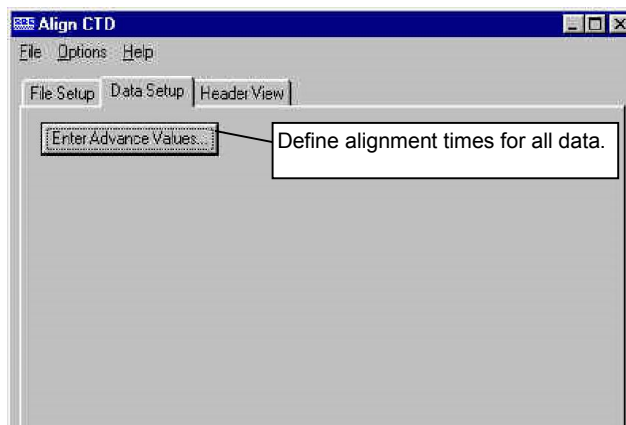 Align CTD
File Options Help
File Setup Data Setup Header View
Enter Advance Values...
Define alignment times for all data.